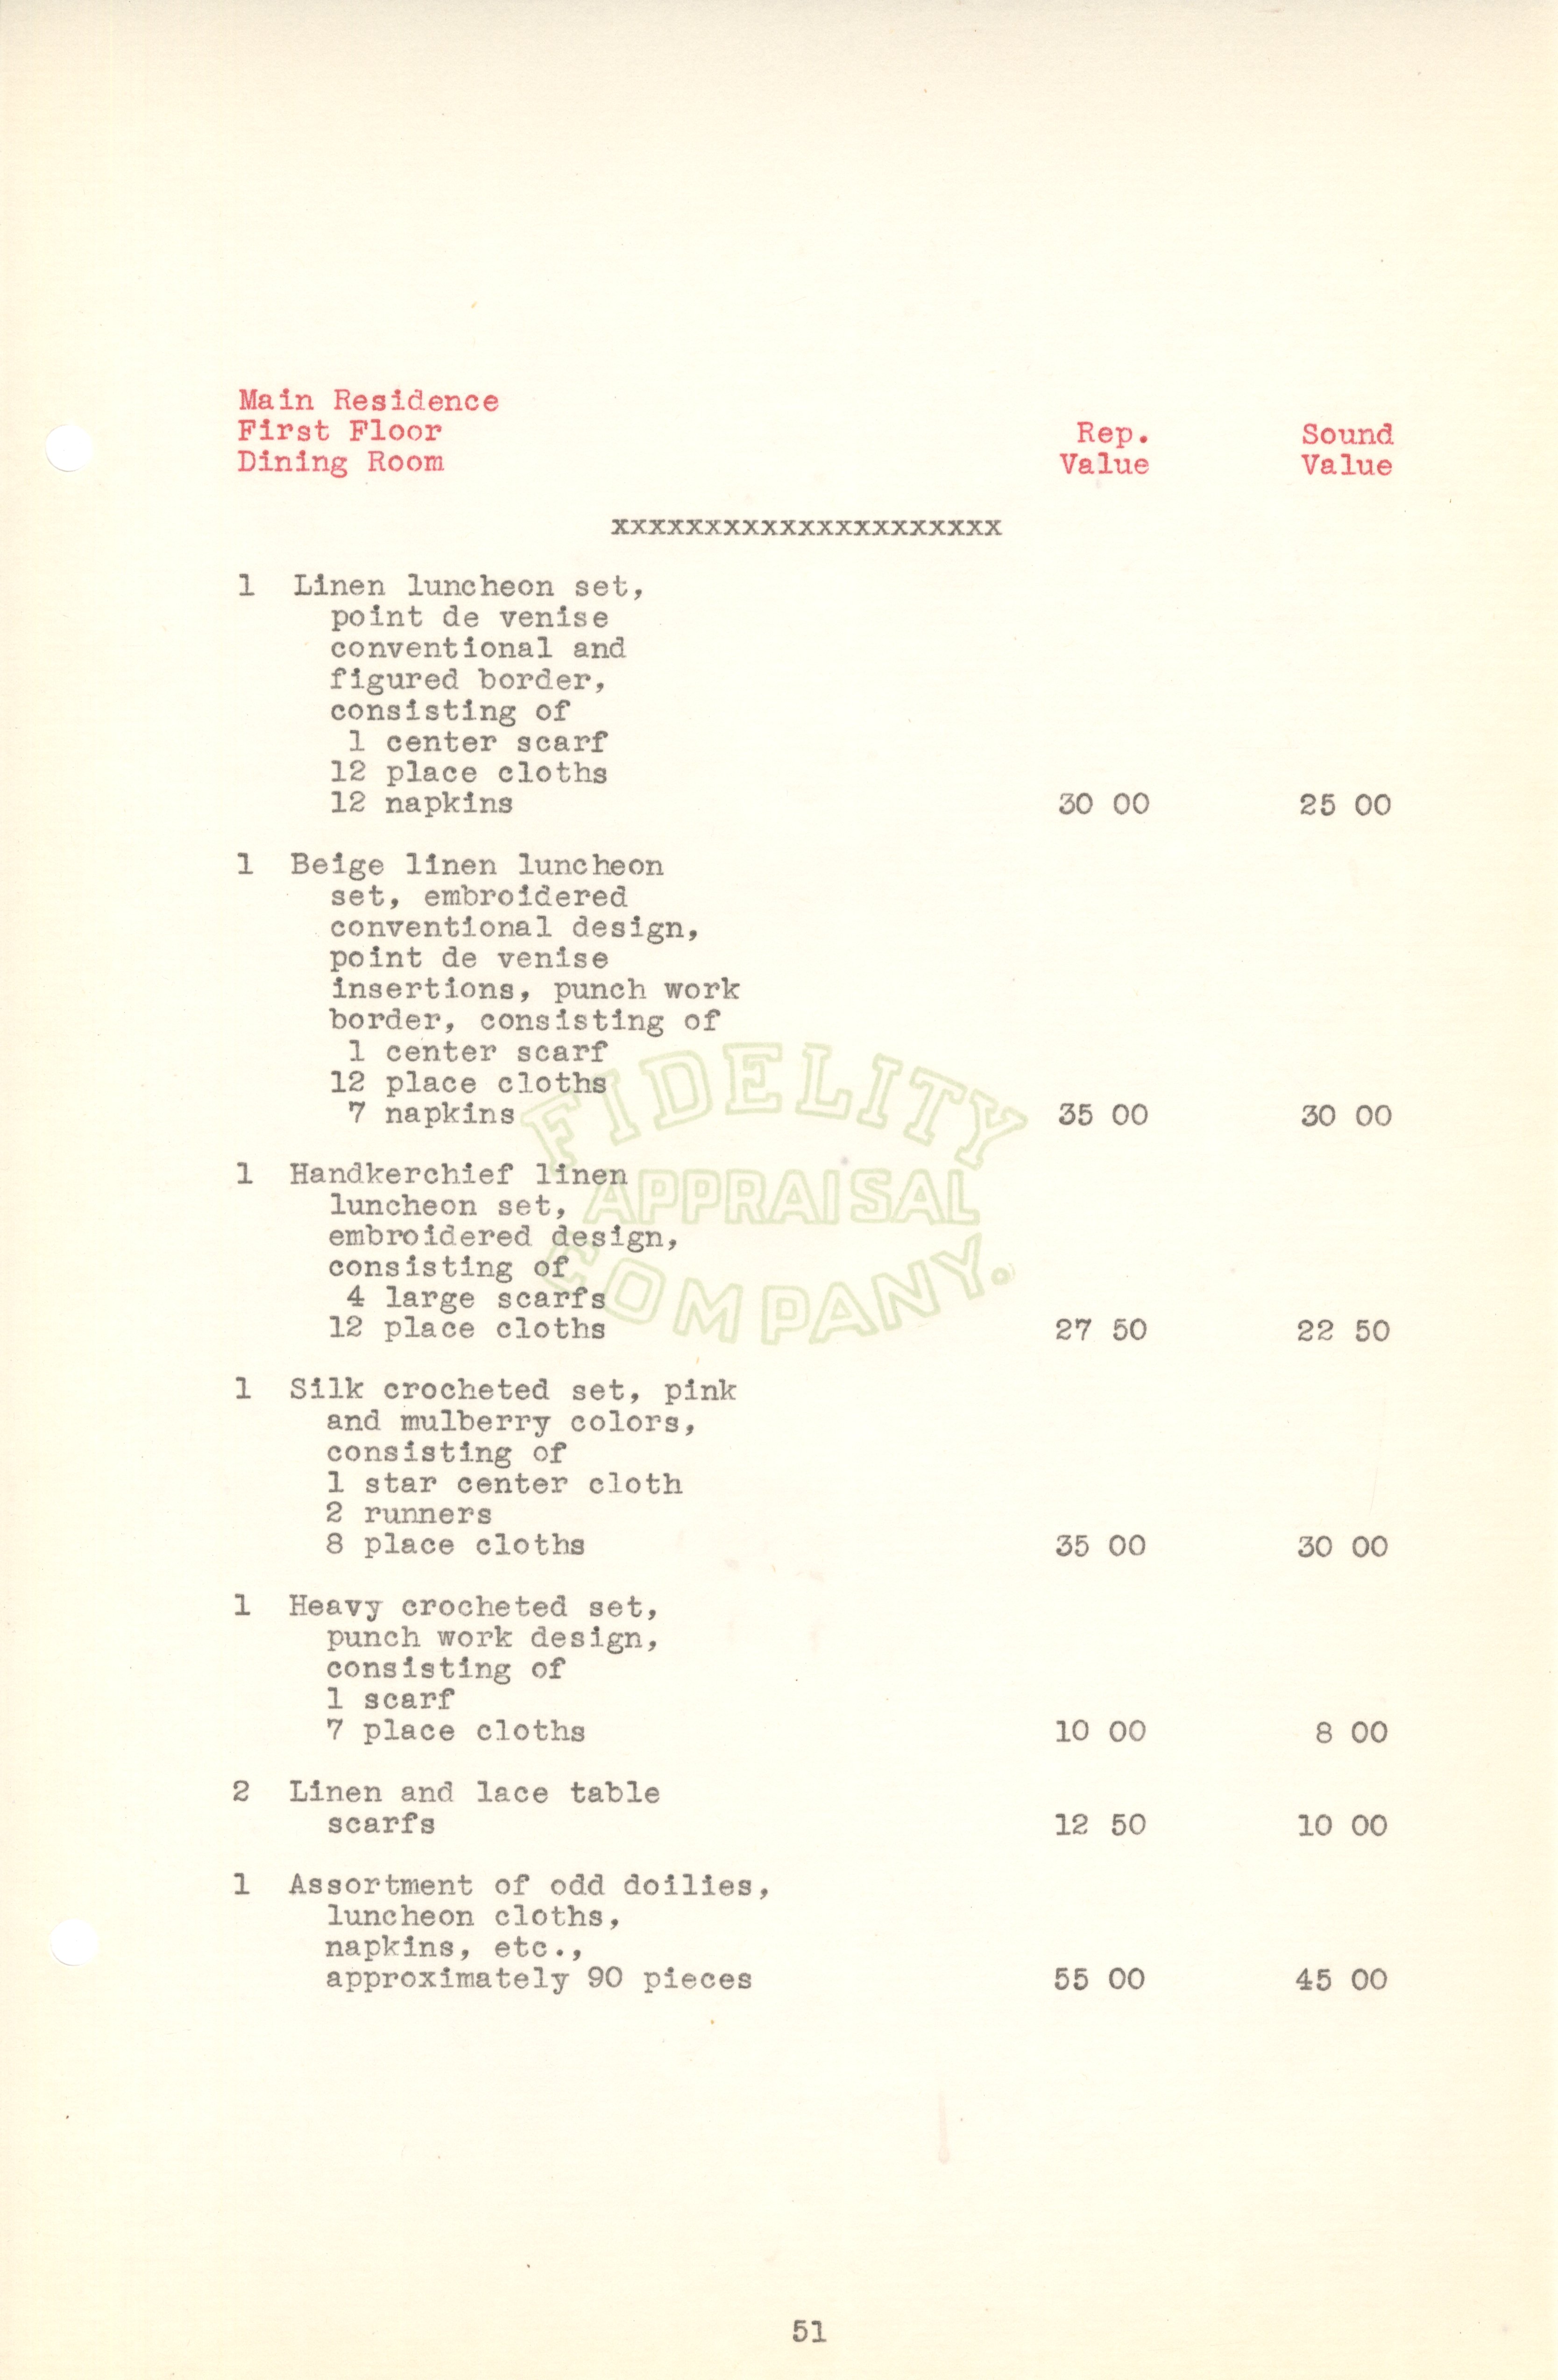 Main Residence
First Floor
Dining Room
Rep. Value
Sound Value
xxxxxxxxxxxxxxxxxxxxx
1 Linen luncheon set,
point de venise
conventional and
figured border,
consisting of
1 center scarf
12 place cloths
12 napkins 30 00 25 00
1 Beige linen luncheon
set, embroidered
conventional design,
point de venise
insertions, punch work
border, consisting of
1 center scarf
12 place cloths
7 napkins 35 00 30 00
1 Handkerchief linen
luncheon set,
embroidered design,
consisting of
4 large scarfs
12 place cloths 27 50 22 50
1 Silk crocheted set, pink
and mulberry colors,
consisting of
1 star center cloth
2 runners
8 place cloths 35 00 30 00
1 Heavy crocheted set,
punch work design,
consisting of
1 scarf
7 place cloths 10 00 8 00
2 Linen and lace table
scarfs 12 50 10 00
1 Assortment of odd doilies,
luncheon cloths,
napkins, etc.,
approximately 90 pieces 55 00 45 00
FIDELITY
APPRAISAL
COMPANY.
51